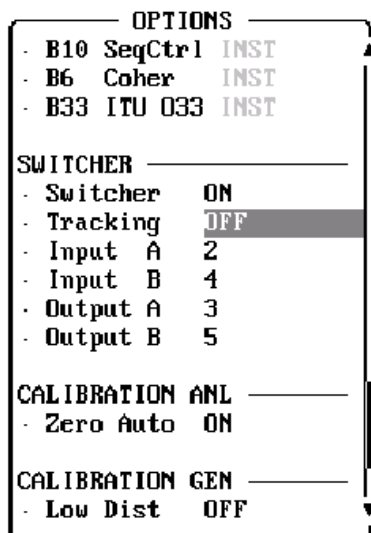 OPTIONS
· B10 SeqCtrl INST
· B6 Coher INST
· B33 ITU O33 INST
SWITCHER
· Switcher ON
· Tracking OFF
· Input A 2
· Input B 4
· Output A 3
· Output B 5
CALIBRATION ANL
· Zero Auto ON
CALIBRATION GEN
· Low Dist OFF